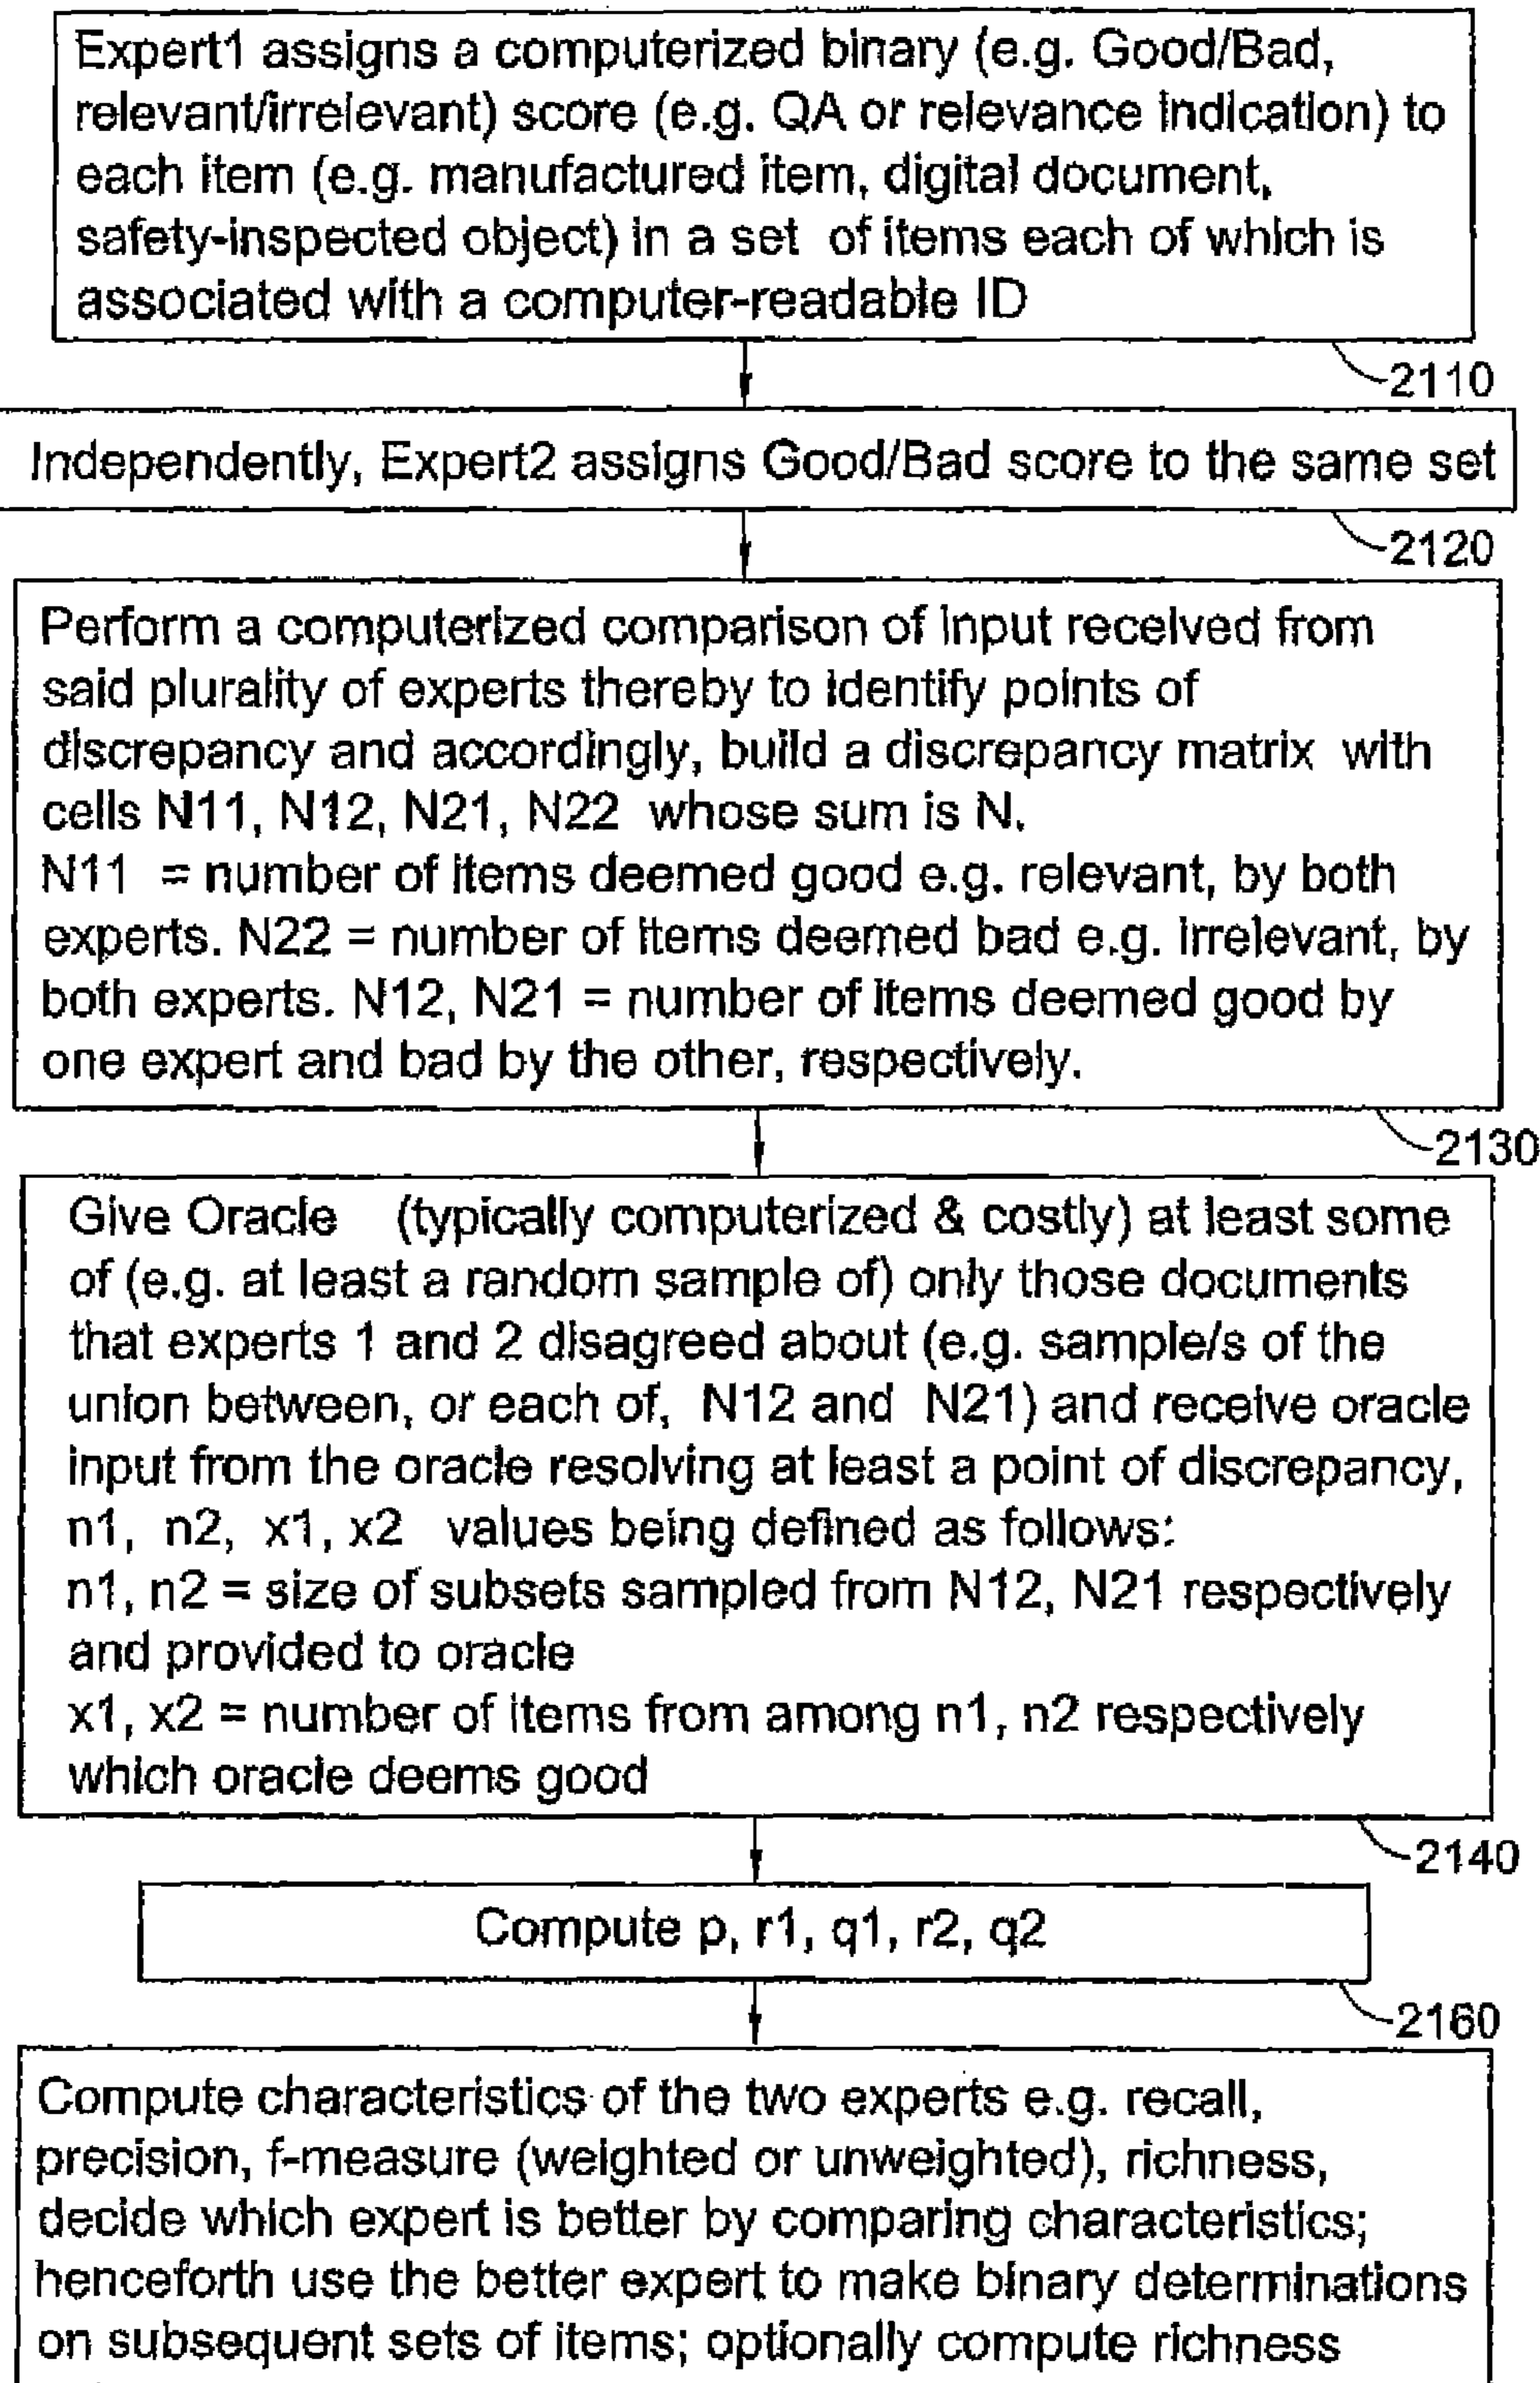 Expert1 assigns a computerized binary (e.g. Good/Bad,
relevant/irrelevant) score (e.g. QA or relevance indication) to
each item (e.g. manufactured item, digital document,
safety-inspected object) in a set of items each of which is
associated with a computer-readable ID
2110
Independently, Expert2 assigns Good/Bad score to the same set
2120
Perform a computerized comparison of input received from
said plurality of experts thereby to identify points of
discrepancy and accordingly, build a discrepancy matrix with
cells N11, N12, N21, N22 whose sum is N.
N11 = number of items deemed good e.g. relevant, by both
experts. N22 = number of items deemed bad e.g. irrelevant, by
both experts. N12, N21 = number of items deemed good by
one expert and bad by the other, respectively.
2130
Give Oracle (typically computerized & costly) at least some
of (e.g. at least a random sample of) only those documents
that experts 1 and 2 disagreed about (e.g. sample/s of the
union between, or each of, N12 and N21) and receive oracle
input from the oracle resolving at least a point of discrepancy,
n1, n2, x1, x2 values being defined as follows:
n1, n2 = size of subsets sampled from N12, N21 respectively
and provided to oracle
x1, x2 = number of items from among n1, n2 respectively
which oracle deems good
2140
Compute p, r1, q1, r2, q2
2160
Compute characteristics of the two experts e.g. recall,
precision, f-measure (weighted or unweighted), richness,
decide which expert is better by comparing characteristics;
henceforth use the better expert to make binary determinations
on subsequent sets of items; optionally compute richness